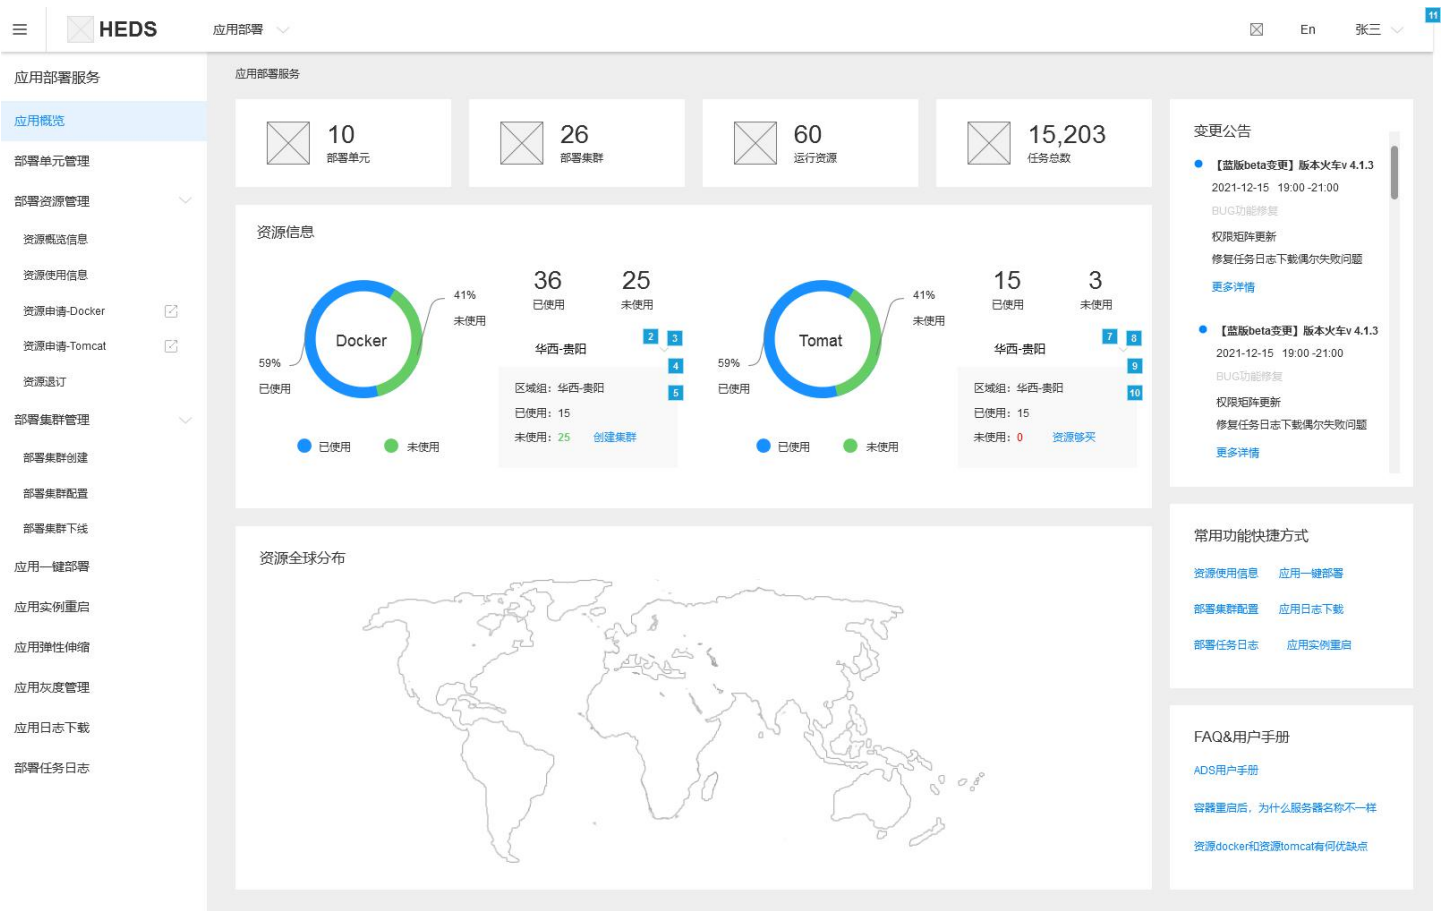 HEDS
应用部署
En
张三
11
应用部署服务
应用概览
部署单元管理
部署资源管理
资源概览信息
资源使用信息
资源申请-Docker
资源申请-Tomcat
资源退订
部署集群管理
部署集群创建
部署集群配置
部署集群下线
应用一键部署
应用实例重启
应用弹性伸缩
应用灰度管理
应用日志下载
部署任务日志
应用部署服务
10
部署单元
26
部署集群
60
运行资源
15,203
任务总数
资源信息
Docker
41%
未使用
59%
已使用
已使用
未使用
36
已使用
25
未使用
华西-贵阳
2
3
4
5
区域组：华西-贵阳
已使用：15
未使用：25 创建集群
Tomat
41%
未使用
59%
已使用
已使用
未使用
15
已使用
3
未使用
华西-贵阳
7
8
9
10
区域组：华西-贵阳
已使用：15
未使用：0 资源够买
资源全球分布
变更公告
【蓝版beta变更】版本火车v 4.1.3
2021-12-15 19:00 -21:00
BUG功能修复
权限矩阵更新
修复任务日志下载偶尔失败问题
更多详情
【蓝版beta变更】版本火车v 4.1.3
2021-12-15 19:00 -21:00
BUG功能修复
权限矩阵更新
修复任务日志下载偶尔失败问题
更多详情
常用功能快捷方式
资源使用信息 应用一键部署
部署集群配置 应用日志下载
部署任务日志 应用实例重启
FAQ&用户手册
ADS用户手册
容器重启后，为什么服务器名称不一样
资源docker和资源tomcat有何优缺点